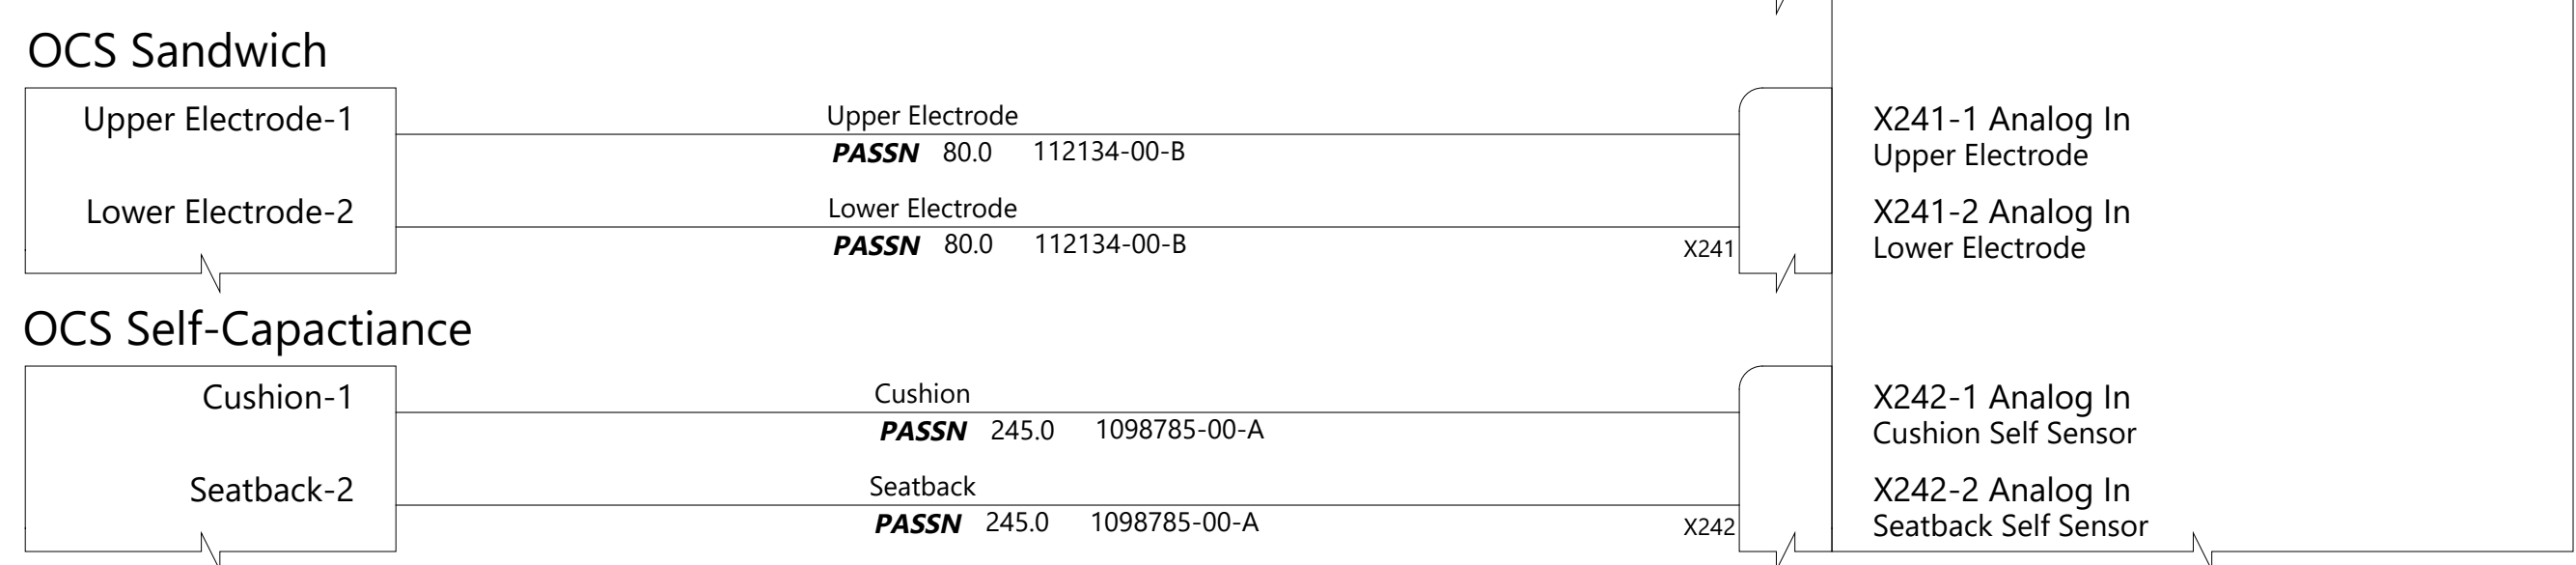 OCS Sandwich
Upper Electrode-1
Upper Electrode
PASSN 80.0 112134-00-B
X241-1 Analog In
Upper Electrode
Lower Electrode-2
Lower Electrode
PASSN 80.0 112134-00-B
X241
X241-2 Analog In
Lower Electrode
OCS Self-Capactiance
Cushion-1
Cushion
PASSN 245.0 1098785-00-A
X242-1 Analog In
Cushion Self Sensor
Seatback-2
Seatback
PASSN 245.0 1098785-00-A
X242
X242-2 Analog In
Seatback Self Sensor